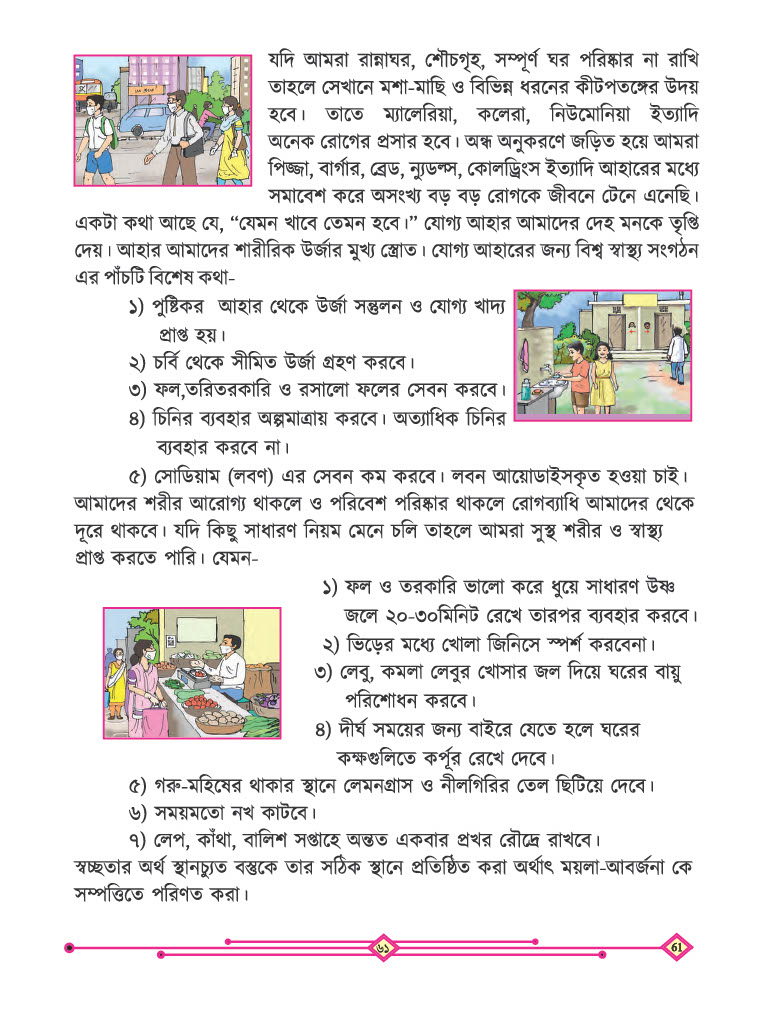 যদি আমরা রান্নাঘর, শৌচগৃহ, সম্পূর্ণ ঘর পরিষ্কার না রাখি
তাহলে সেখানে মশা-মাছি ও বিভিন্ন ধরনের কীটপতঙ্গের উদয়
হবে। তাতে ম্যালেরিয়া, কলেরা, নিউমোনিয়া ইত্যাদি
অনেক রোগের প্রসার হবে। অন্ধ অনুকরণে জড়িত হয়ে আমরা
পিজ্জা, বার্গার, ব্রেড, ন্যুডলস, কোলড্রিংস ইত্যাদি আহারের মধ্যে
সমাবেশ করে অসংখ্য বড় বড় রোগকে জীবনে টেনে এনেছি।
একটা কথা আছে যে, “যেমন খাবে তেমন হবে।” যোগ্য আহার আমাদের দেহ মনকে তৃপ্তি
দেয়। আহার আমাদের শারীরিক উর্জার মুখ্য স্ত্রোত। যোগ্য আহারের জন্য বিশ্ব স্বাস্থ্য সংগঠন
এর পাঁচটি বিশেষ কথা-
১) পুষ্টিকর আহার থেকে উর্জা সন্তুলন ও যোগ্য খাদ্য
প্রাপ্ত হয়।
২) চর্বি থেকে সীমিত উর্জা গ্রহণ করবে।
৩) ফল,তরিতরকারি ও রসালো ফলের সেবন করবে।
৪) চিনির ব্যবহার অল্পমাত্রায় করবে। অত্যাধিক চিনির
ব্যবহার করবে না।
৫) সোডিয়াম (লবণ) এর সেবন কম করবে। লবন আয়োডাইসকৃত হওয়া চাই।
আমাদের শরীর আরোগ্য থাকলে ও পরিবেশ পরিষ্কার থাকলে রোগব্যাধি আমাদের থেকে
দূরে থাকবে। যদি কিছু সাধারণ নিয়ম মেনে চলি তাহলে আমরা সুস্থ শরীর ও স্বাস্থ্য
প্রাপ্ত করতে পারি। যেমন-
১) ফল ও তরকারি ভালো করে ধুয়ে সাধারণ উষ্ণ
জলে ২০-৩০মিনিট রেখে তারপর ব্যবহার করবে।
২) ভিড়ের মধ্যে খোলা জিনিসে স্পর্শ করবেনা।
৩) লেবু, কমলা লেবুর খোসার জল দিয়ে ঘরের বায়ু
পরিশোধন করবে।
৪) দীর্ঘ সময়ের জন্য বাইরে যেতে হলে ঘরের
কক্ষগুলিতে কর্পূর রেখে দেবে।
৫) গরু-মহিষের থাকার স্থানে লেমনগ্রাস ও নীলগিরির তেল ছিটিয়ে দেবে।
৬) সময়মতো নখ কাটবে।
৭) লেপ, কাঁথা, বালিশ সপ্তাহে অন্তত একবার প্রখর রৌদ্রে রাখবে।
স্বচ্ছতার অর্থ স্থানচ্যুত বস্তুকে তার সঠিক স্থানে প্রতিষ্ঠিত করা অর্থাৎ ময়লা-আবর্জনা কে
সম্পত্তিতে পরিণত করা।
৬১
61